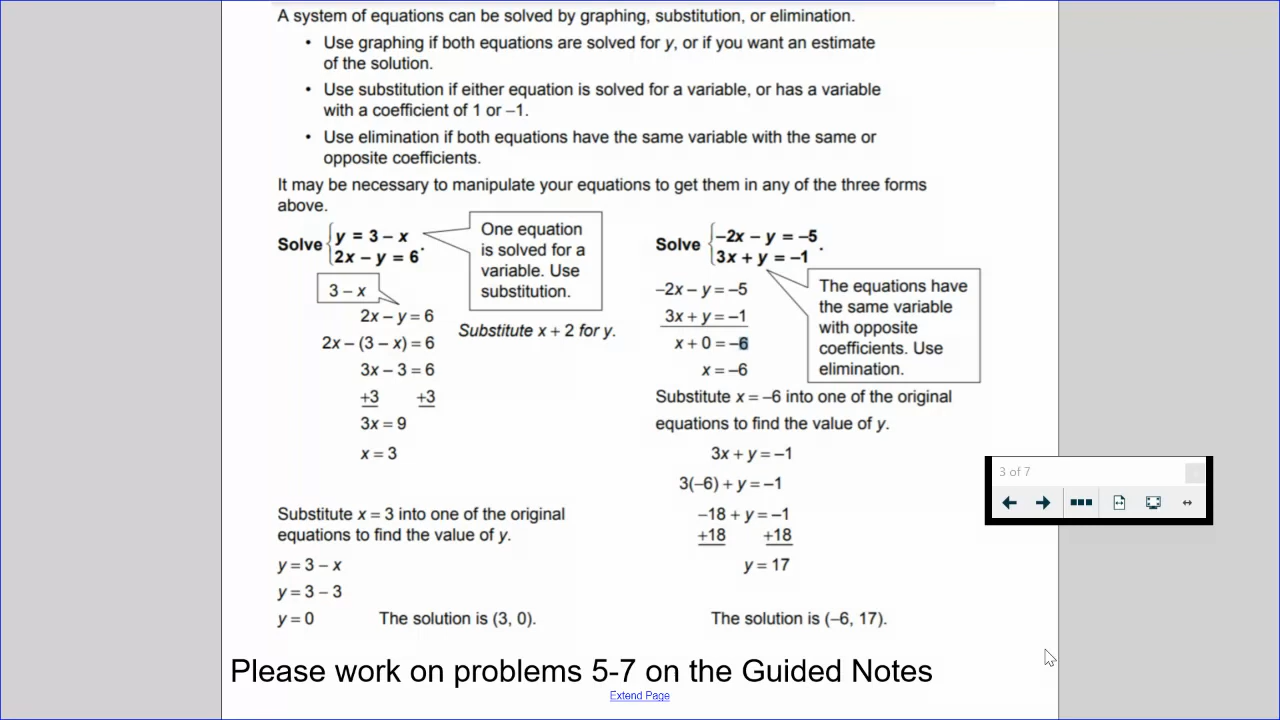 A system of equations can be solved by graphing, substitution, or elimination.
• Use graphing if both equations are solved for y, or if you want an estimate
of the solution.
• Use substitution if either equation is solved for a variable, or has a variable
with a coefficient of 1 or –1.
• Use elimination if both equations have the same variable with the same or
opposite coefficients.
It may be necessary to manipulate your equations to get them in any of the three forms
above.
Solve { y = 3 – x
2x – y = 6 .
One equation
is solved for a
variable. Use
substitution.
3 – x
2x – y = 6
Substitute x + 2 for y.
2x – (3 – x) = 6
3x – 3 = 6
+3 +3
3x = 9
x = 3
Substitute x = 3 into one of the original
equations to find the value of y.
y = 3 – x
y = 3 – 3
y = 0 The solution is (3, 0).
Solve { –2x – y = –5
3x + y = –1 .
The equations have
the same variable
with opposite
coefficients. Use
elimination.
–2x – y = –5
3x + y = –1
x + 0 = –6
x = –6
Substitute x = –6 into one of the original
equations to find the value of y.
3x + y = –1
3(–6) + y = –1
–18 + y = –1
+18 +18
y = 17
The solution is (–6, 17).
3 of 7
Please work on problems 5-7 on the Guided Notes
Extend Page